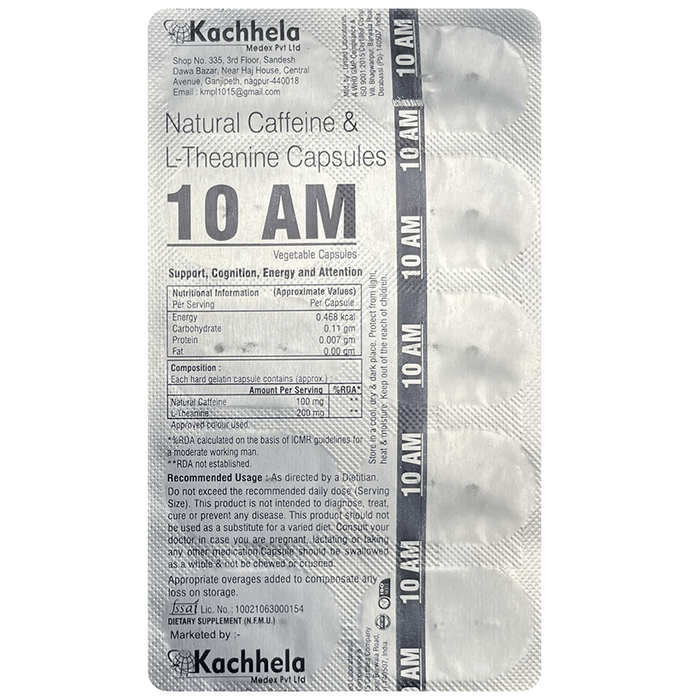 Kachhela
Medex Pvt Ltd
Shop No. 335, 3rd Floor, Sandesh
Dawa Bazar, Near Haj House, Central
Avenue, Ganjipeth, nagpur-440018
Email : kmpl1015@gmail.com
A WHO GMP Compliance &
ISO 9001:2015 Certified Company
Natural Caffeine &
L-Theanine Capsules
10 AM
Vegetable Capsules
Support, Cognition, Energy and Attention
Nutritional Information (Approximate Values)
Per Serving Per Capsule
Energy 0.468 kcal
Carbohydrate 0.11 gm
Protein 0.007 gm
Fat 0.00 gm
Composition :
Each hard gelatin capsule contains (approx.) :
Amount Per Serving %RDA*
Natural Caffeine 100 mg **
L-Theanine 200 mg **
Approved colour used
*%RDA calculated on the basis of ICMR guidelines for
a moderate working man.
**RDA not established.
Recommended Usage : As directed by a Dietitian.
Do not exceed the recommended daily dose (Serving
Size). This product is not intended to diagnose, treat,
cure or prevent any disease. This product should not
be used as a substitute for a varied diet. Consult your
doctor in case you are pregnant, lactating or taking
any other medication.Capsule should be swallowed
as a whole & not be chewed or crushed.
Appropriate overages added to compensate any
loss on storage.
fssai Lic. No. : 10021063000154
DIETARY SUPPLEMENT (N.F.M.U.)
Marketed by :-
Kachhela
Medex Pvt Ltd
Store in a cool, dry & dark place. Protect from light,
heat & moisture. Keep out of the reach of children.
10 AM
10 AM
10 AM
10 AM
10 AM
10 AM
AM